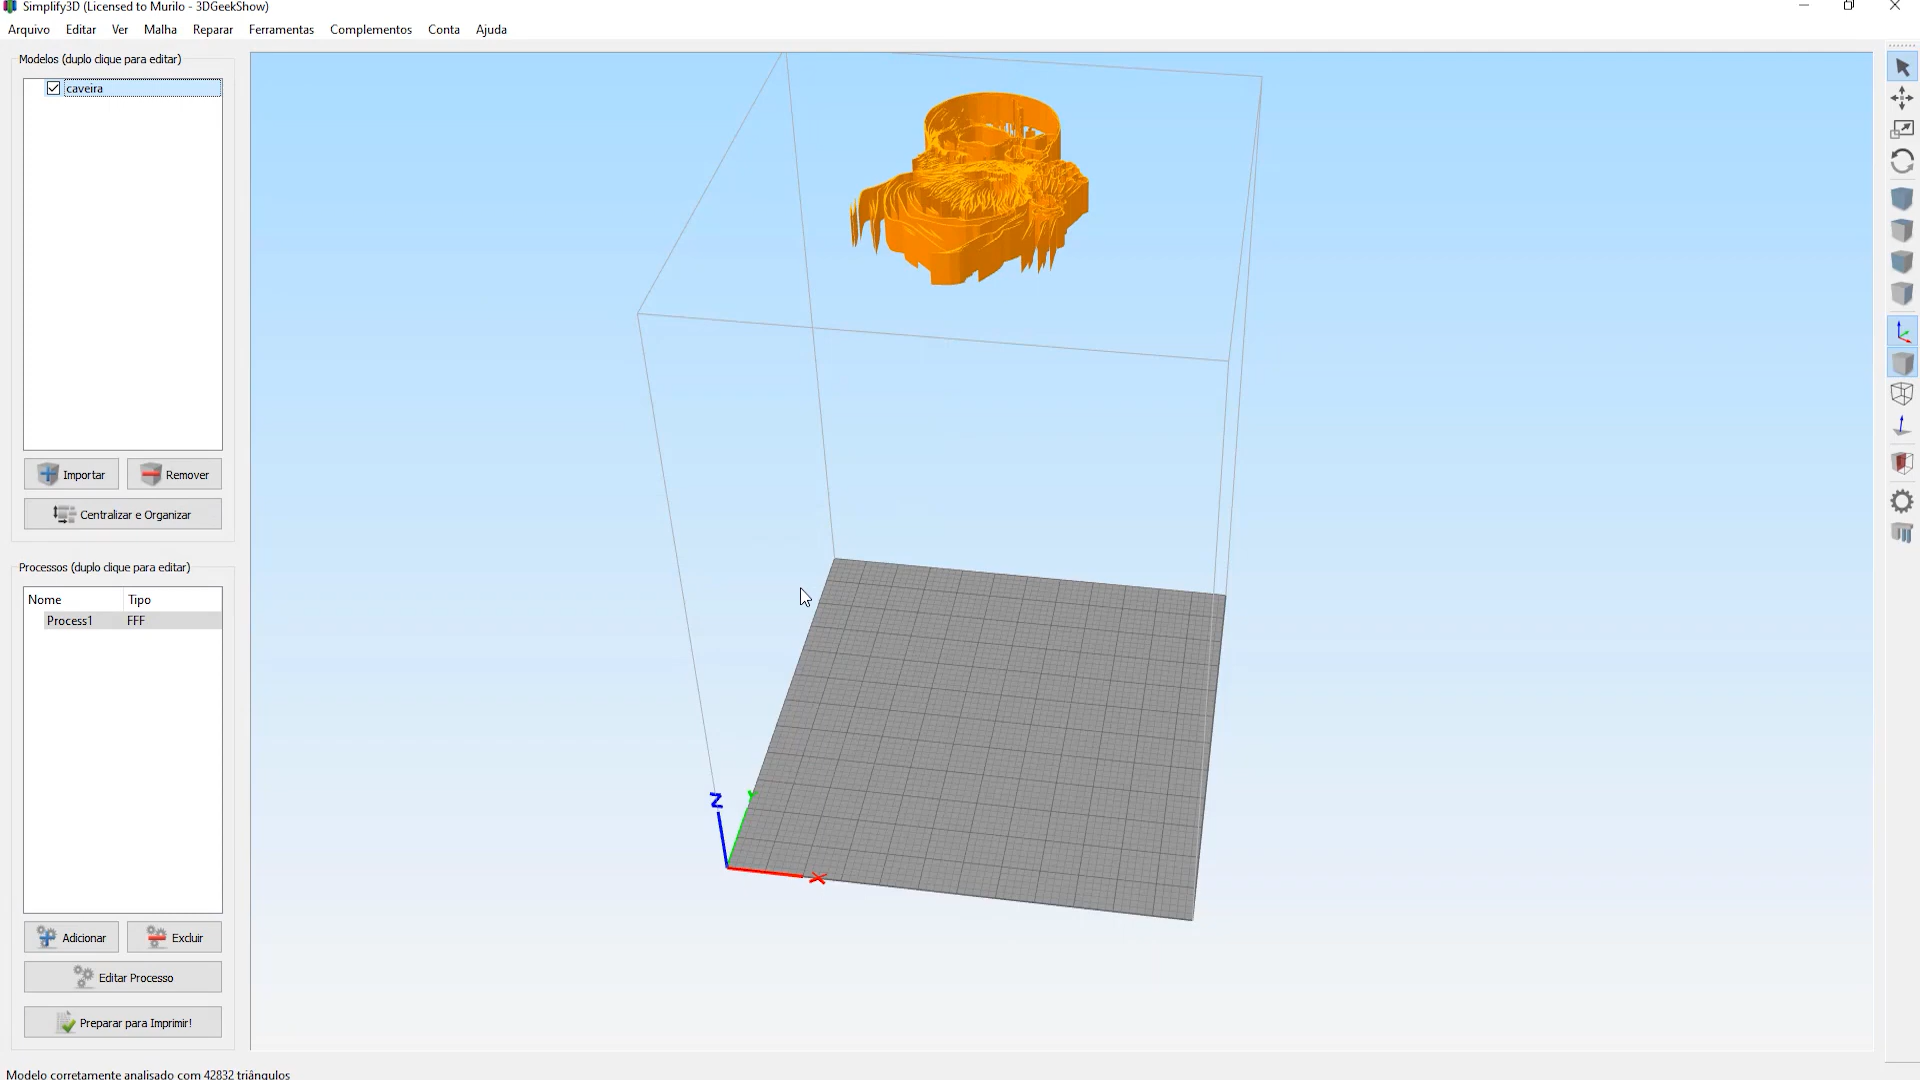 Simplify3D (Licensed to Murilo - 3DGeekShow)
Arquivo Editar Ver Malha Reparar Ferramentas Complementos Conta Ajuda
Modelos (duplo clique para editar)
caveira
Importar Remover
Centralizar e Organizar
Processos (duplo clique para editar)
Nome Tipo
Process1 FFF
Adicionar Excluir
Editar Processo
Preparar para Imprimir!
Z
Y
X
Modelo corretamente analisado com 42832 triângulos